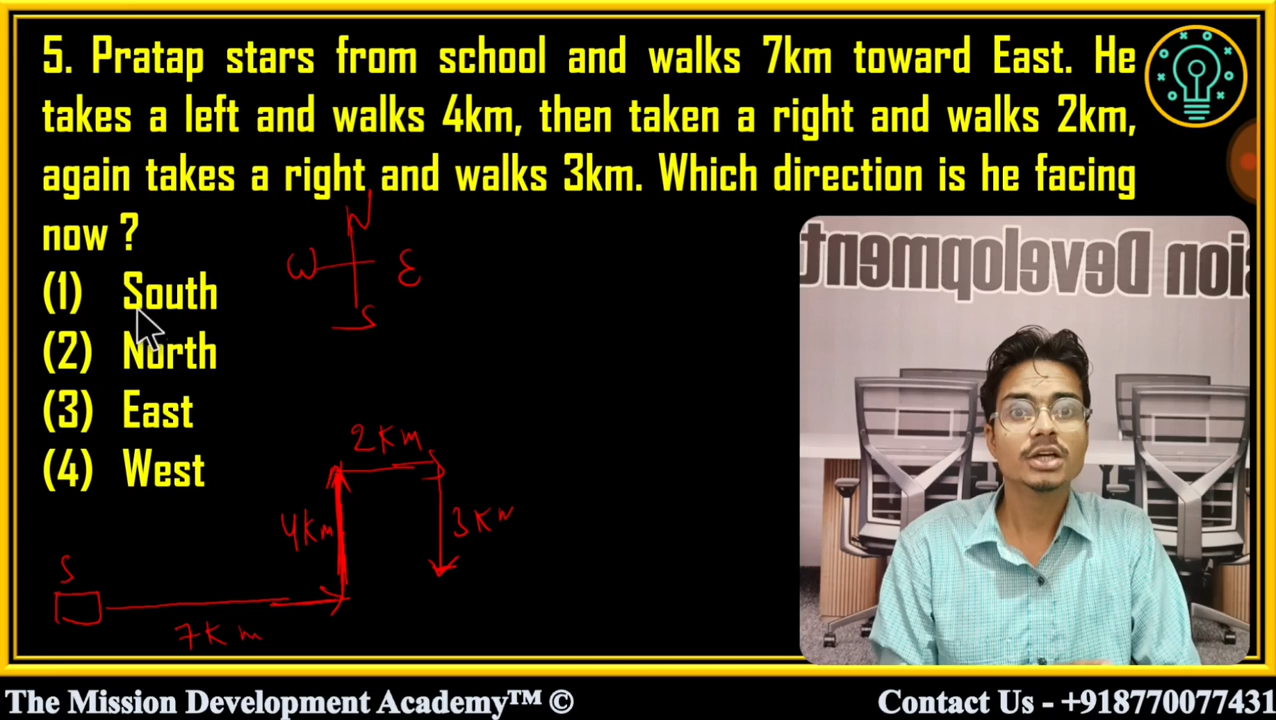 5. Pratap stars from school and walks 7km toward East. He
takes a left and walks 4km, then taken a right and walks 2km,
again takes a right and walks 3km. Which direction is he facing
now ?
(1) South
(2) North
(3) East
(4) West
N
W E
S
2Km
4Km
3KM
S
7Km
sion Development
The Mission Development Academy™ ©
Contact Us - +918770077431